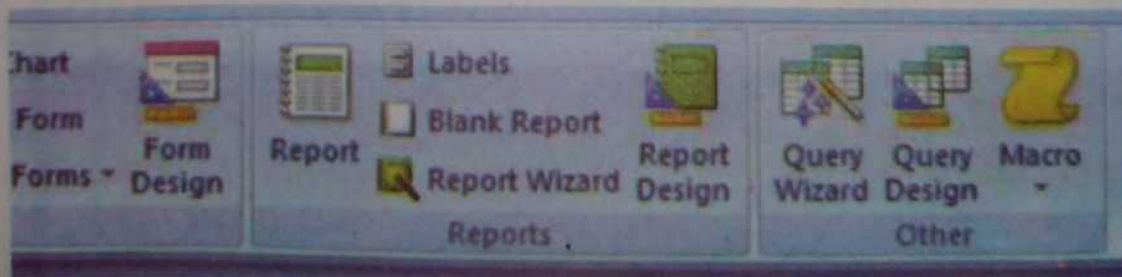 Chart
Form
Forms
Form
Design
Report
Labels
Blank Report
Report Wizard
Report
Design
Reports
Query
Wizard
Query
Design
Macro
Other